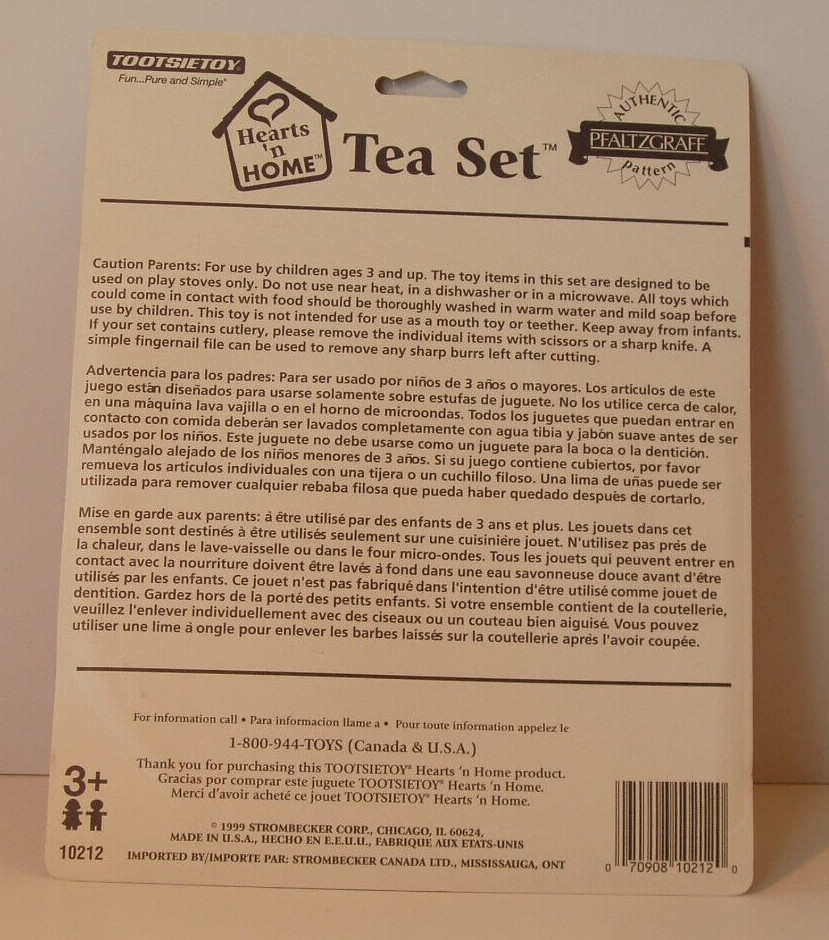 TOOTSIETOY®
Fun...Pure and Simple®
Hearts
'n
HOME™
Tea Set™
AUTHENTIC
PFALTZGRAFF
pattern
Caution Parents: For use by children ages 3 and up. The toy items in this set are designed to be
used on play stoves only. Do not use near heat, in a dishwasher or in a microwave. All toys which
could come in contact with food should be thoroughly washed in warm water and mild soap before
use by children. This toy is not intended for use as a mouth toy or teether. Keep away from infants.
If your set contains cutlery, please remove the individual items with scissors or a sharp knife. A
simple fingernail file can be used to remove any sharp burrs left after cutting.
Advertencia para los padres: Para ser usado por niños de 3 años o mayores. Los artículos de este
juego están diseñados para usarse solamente sobre estufas de juguete. No los utilice cerca de calor,
en una máquina lava vajilla o en el horno de microondas. Todos los juguetes que puedan entrar en
contacto con comida deberán ser lavados completamente con agua tibia y jabón suave antes de ser
usados por los niños. Este juguete no debe usarse como un juguete para la boca o la dentición.
Manténgalo alejado de los niños menores de 3 años. Si su juego contiene cubiertos, por favor
remueva los artículos individuales con una tijera o un cuchillo filoso. Una lima de uñas puede ser
utilizada para remover cualquier rebaba filosa que pueda haber quedado después de cortarlo.
Mise en garde aux parents: à être utilisé par des enfants de 3 ans et plus. Les jouets dans cet
ensemble sont destinés à être utilisés seulement sur une cuisinière jouet. N'utilisez pas prés de
la chaleur, dans le lave-vaisselle ou dans le four micro-ondes. Tous les jouets qui peuvent entrer en
contact avec la nourriture doivent être lavés à fond dans une eau savonneuse douce avant d'être
utilisés par les enfants. Ce jouet n'est pas fabriqué dans l'intention d'être utilisé comme jouet de
dentition. Gardez hors de la porté des petits enfants. Si votre ensemble contient de la coutellerie,
veuillez l'enlever individuellement avec des ciseaux ou un couteau bien aiguisé. Vous pouvez
utiliser une lime à ongle pour enlever les barbes laissés sur la coutellerie aprés l'avoir coupée.
For information call • Para informacion llame a • Pour toute information appelez le
1-800-944-TOYS (Canada & U.S.A.)
Thank you for purchasing this TOOTSIETOY® Hearts 'n Home product.
Gracias por comprar este juguete TOOTSIETOY® Hearts 'n Home.
Merci d'avoir acheté ce jouet TOOTSIETOY® Hearts 'n Home.
3+
© 1999 STROMBECKER CORP., CHICAGO, IL 60624,
MADE IN U.S.A., HECHO EN E.E.U.U., FABRIQUE AUX ETATS-UNIS
10212
IMPORTED BY/IMPORTE PAR: STROMBECKER CANADA LTD., MISSISSAUGA, ONT
0 70908 10212 0